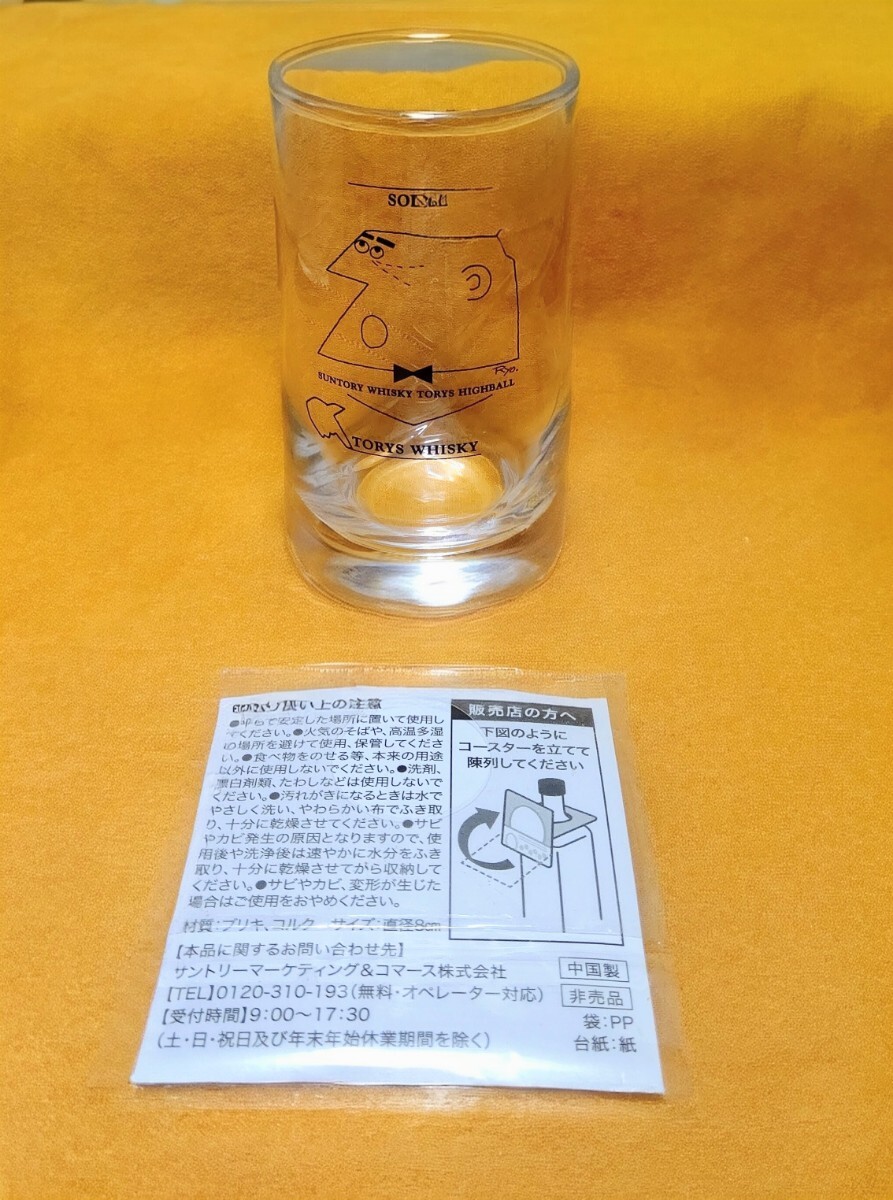 SODA
Ryo.
SUNTORY WHISKY TORYS HIGHBALL
TORYS WHISKY
取り扱い上の注意
●平らで安定した場所に置いて使用し
てください。●火気のそばや、高温多湿
の場所を避けて使用、保管してくださ
い。●食べ物をのせる等、本来の用途
以外に使用しないでください。●洗剤、
漂白剤類、たわしなどは使用しないで
ください。●汚れがきになるときは水で
やさしく洗い、やわらかい布でふき取
り、十分に乾燥させてください。●サビ
やカビ発生の原因となりますので、使
用後や洗浄後は速やかに水分をふき
取り、十分に乾燥させてがら収納して
ください。●サビやカビ、変形が生じた
場合はご使用をおやめください。
材質:ブリキ、コルク サイズ:直径8cm
販売店の方へ
下図のように
コースターを立てて
陳列してください
【本品に関するお問い合わせ先】
サントリーマーケティング&コマース株式会社
【TEL】0120-310-193(無料・オペレーター対応)
【受付時間】9:00〜17:30
(土・日・祝日及び年末年始休業期間を除く)
中国製
非売品
袋:PP
台紙:紙